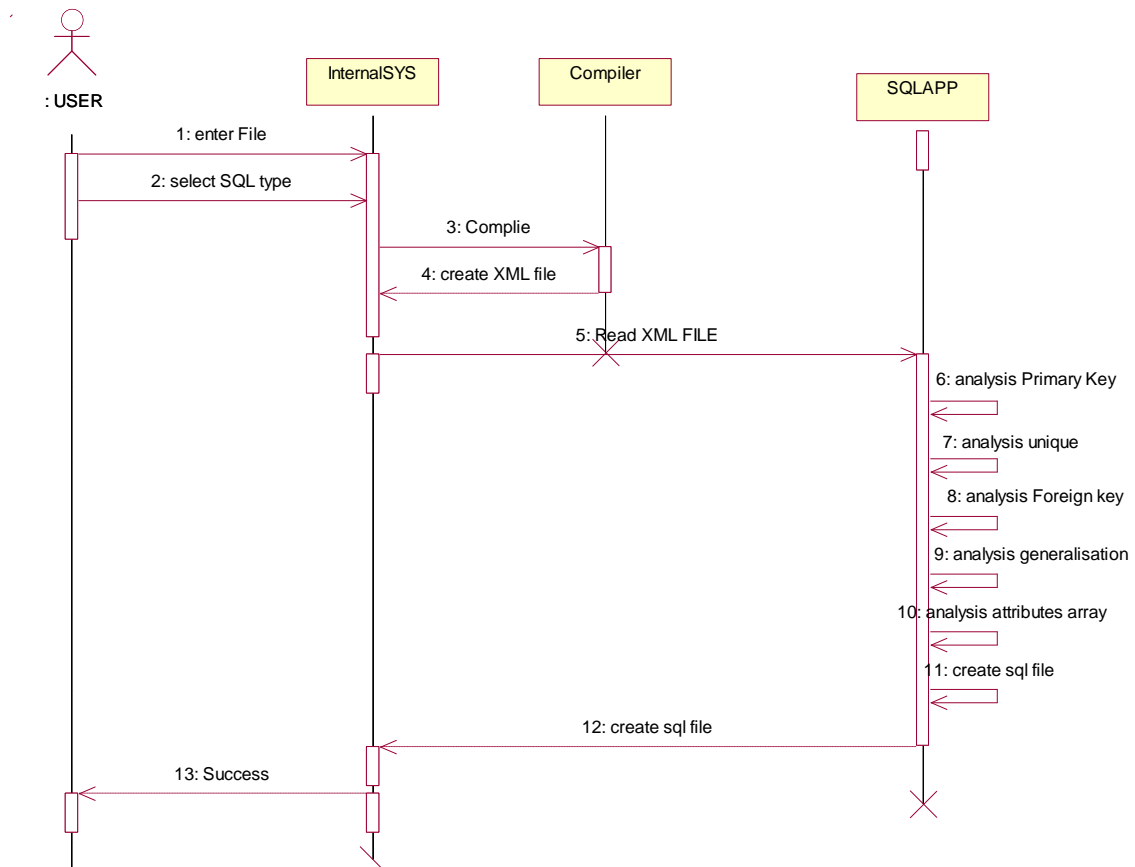 : USER
InternalSYS
Compiler
SQLAPP
1: enter File
2: select SQL type
3: Complie
4: create XML file
5: Read XML FILE
6: analysis Primary Key
7: analysis unique
8: analysis Foreign key
9: analysis generalisation
10: analysis attributes array
11: create sql file
12: create sql file
13: Success